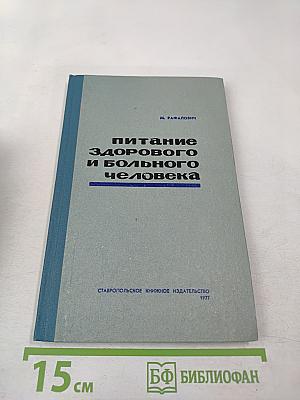 М. РАФАЛОВИЧ
питание
здорового
и больного
человека
СТАВРОПОЛЬСКОЕ КНИЖНОЕ ИЗДАТЕЛЬСТВО
1977
15 см
БФ БИБЛИОФАН